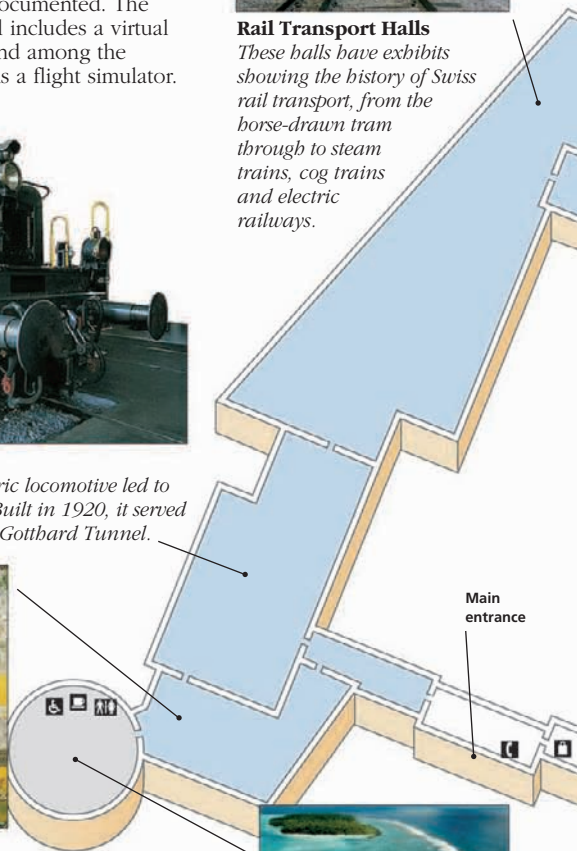 ocumented. The
l includes a virtual
nd among the
s a flight simulator.
Rail Transport Halls
These halls have exhibits
showing the history of Swiss
rail transport, from the
horse-drawn tram
through to steam
trains, cog trains
and electric
railways.
ric locomotive led to
Built in 1920, it served
Gotthard Tunnel.
Main
entrance